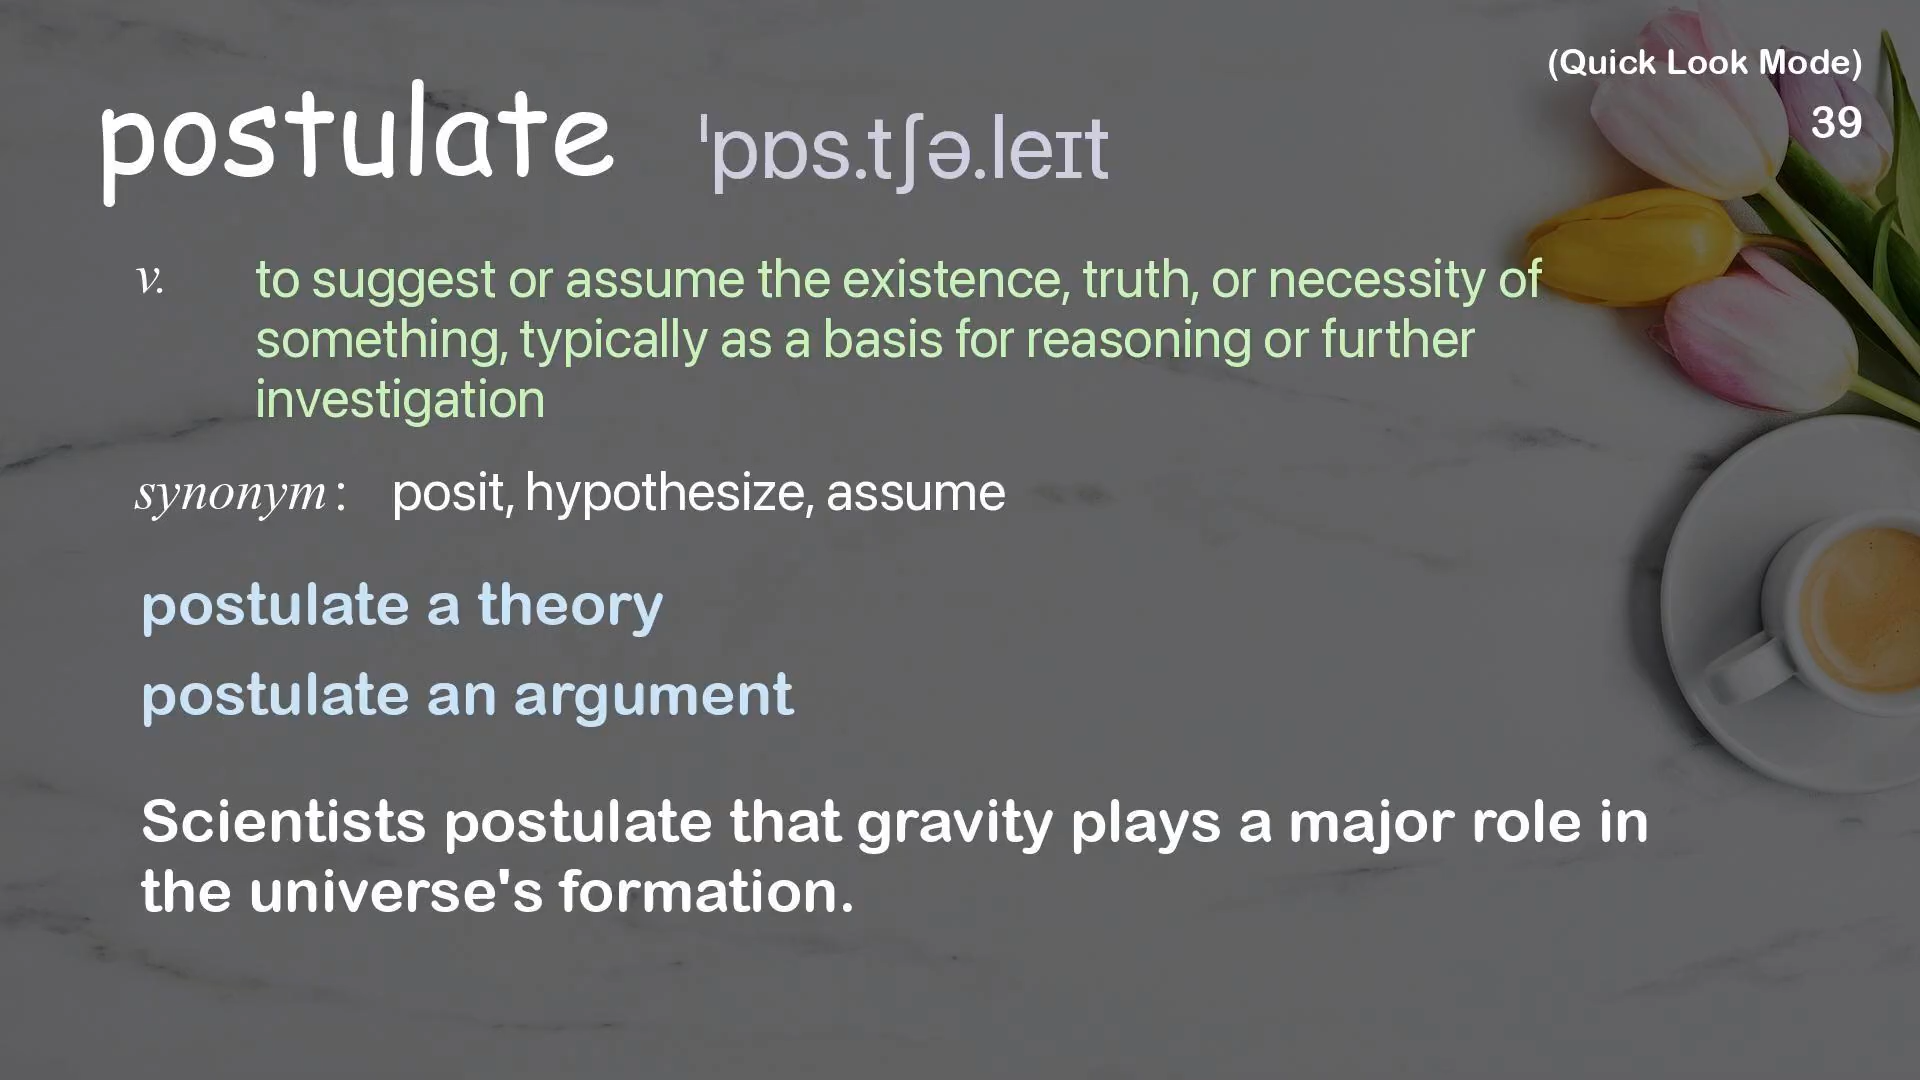 (Quick Look Mode)
39
postulate ˈpɒs.tʃə.leɪt
v. to suggest or assume the existence, truth, or necessity of
something, typically as a basis for reasoning or further
investigation
synonym : posit, hypothesize, assume
postulate a theory
postulate an argument
Scientists postulate that gravity plays a major role in
the universe's formation.